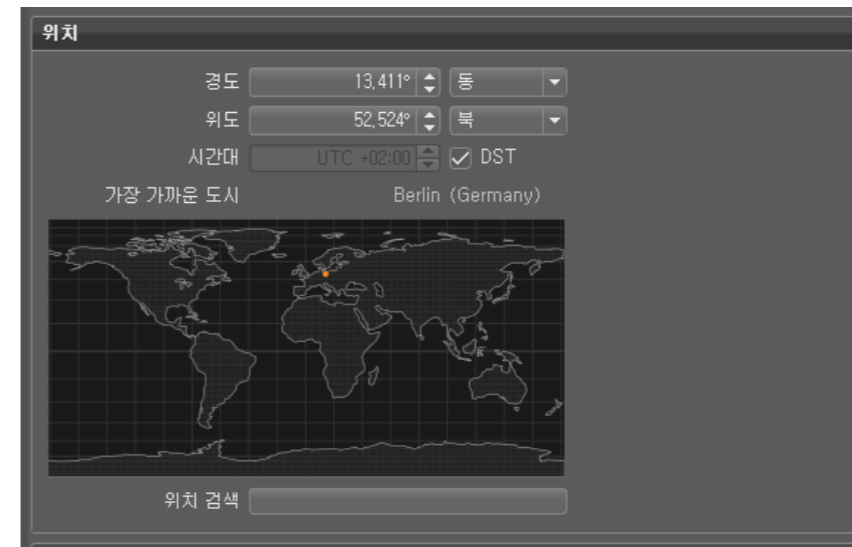 위치
경도 13,411° 동
위도 52,524° 북
시간대 UTC +02:00 DST
가장 가까운 도시 Berlin (Germany)
위치 검색